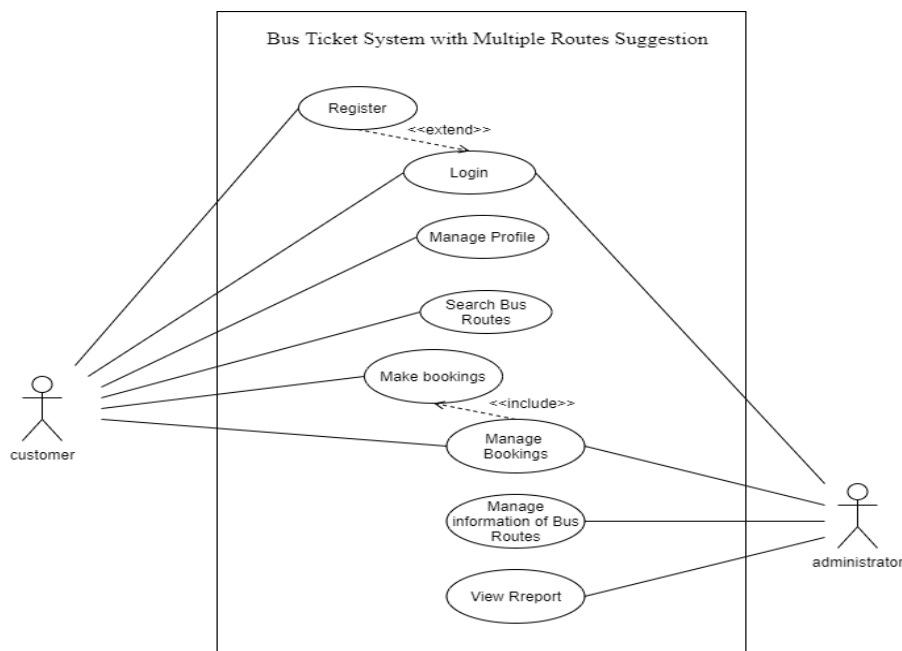 Bus Ticket System with Multiple Routes Suggestion
Register
<<extend>>
Login
Manage Profile
Search Bus
Routes
Make bookings
<<include>>
Manage
Bookings
customer
Manage
information of Bus
Routes
administrator
View Rreport